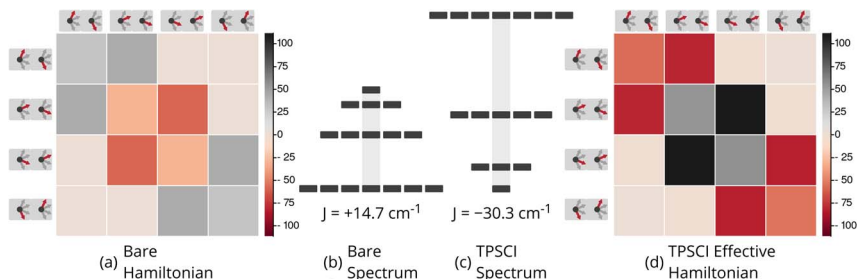 100
75
50
25
0
25
50
75
100
J = +14.7 cm-1
J = −30.3 cm-1
100
75
50
25
0
25
50
75
100
(a) Bare
Hamiltonian
(b) Bare
Spectrum
(c) TPSCI
Spectrum
(d) TPSCI Effective
Hamiltonian